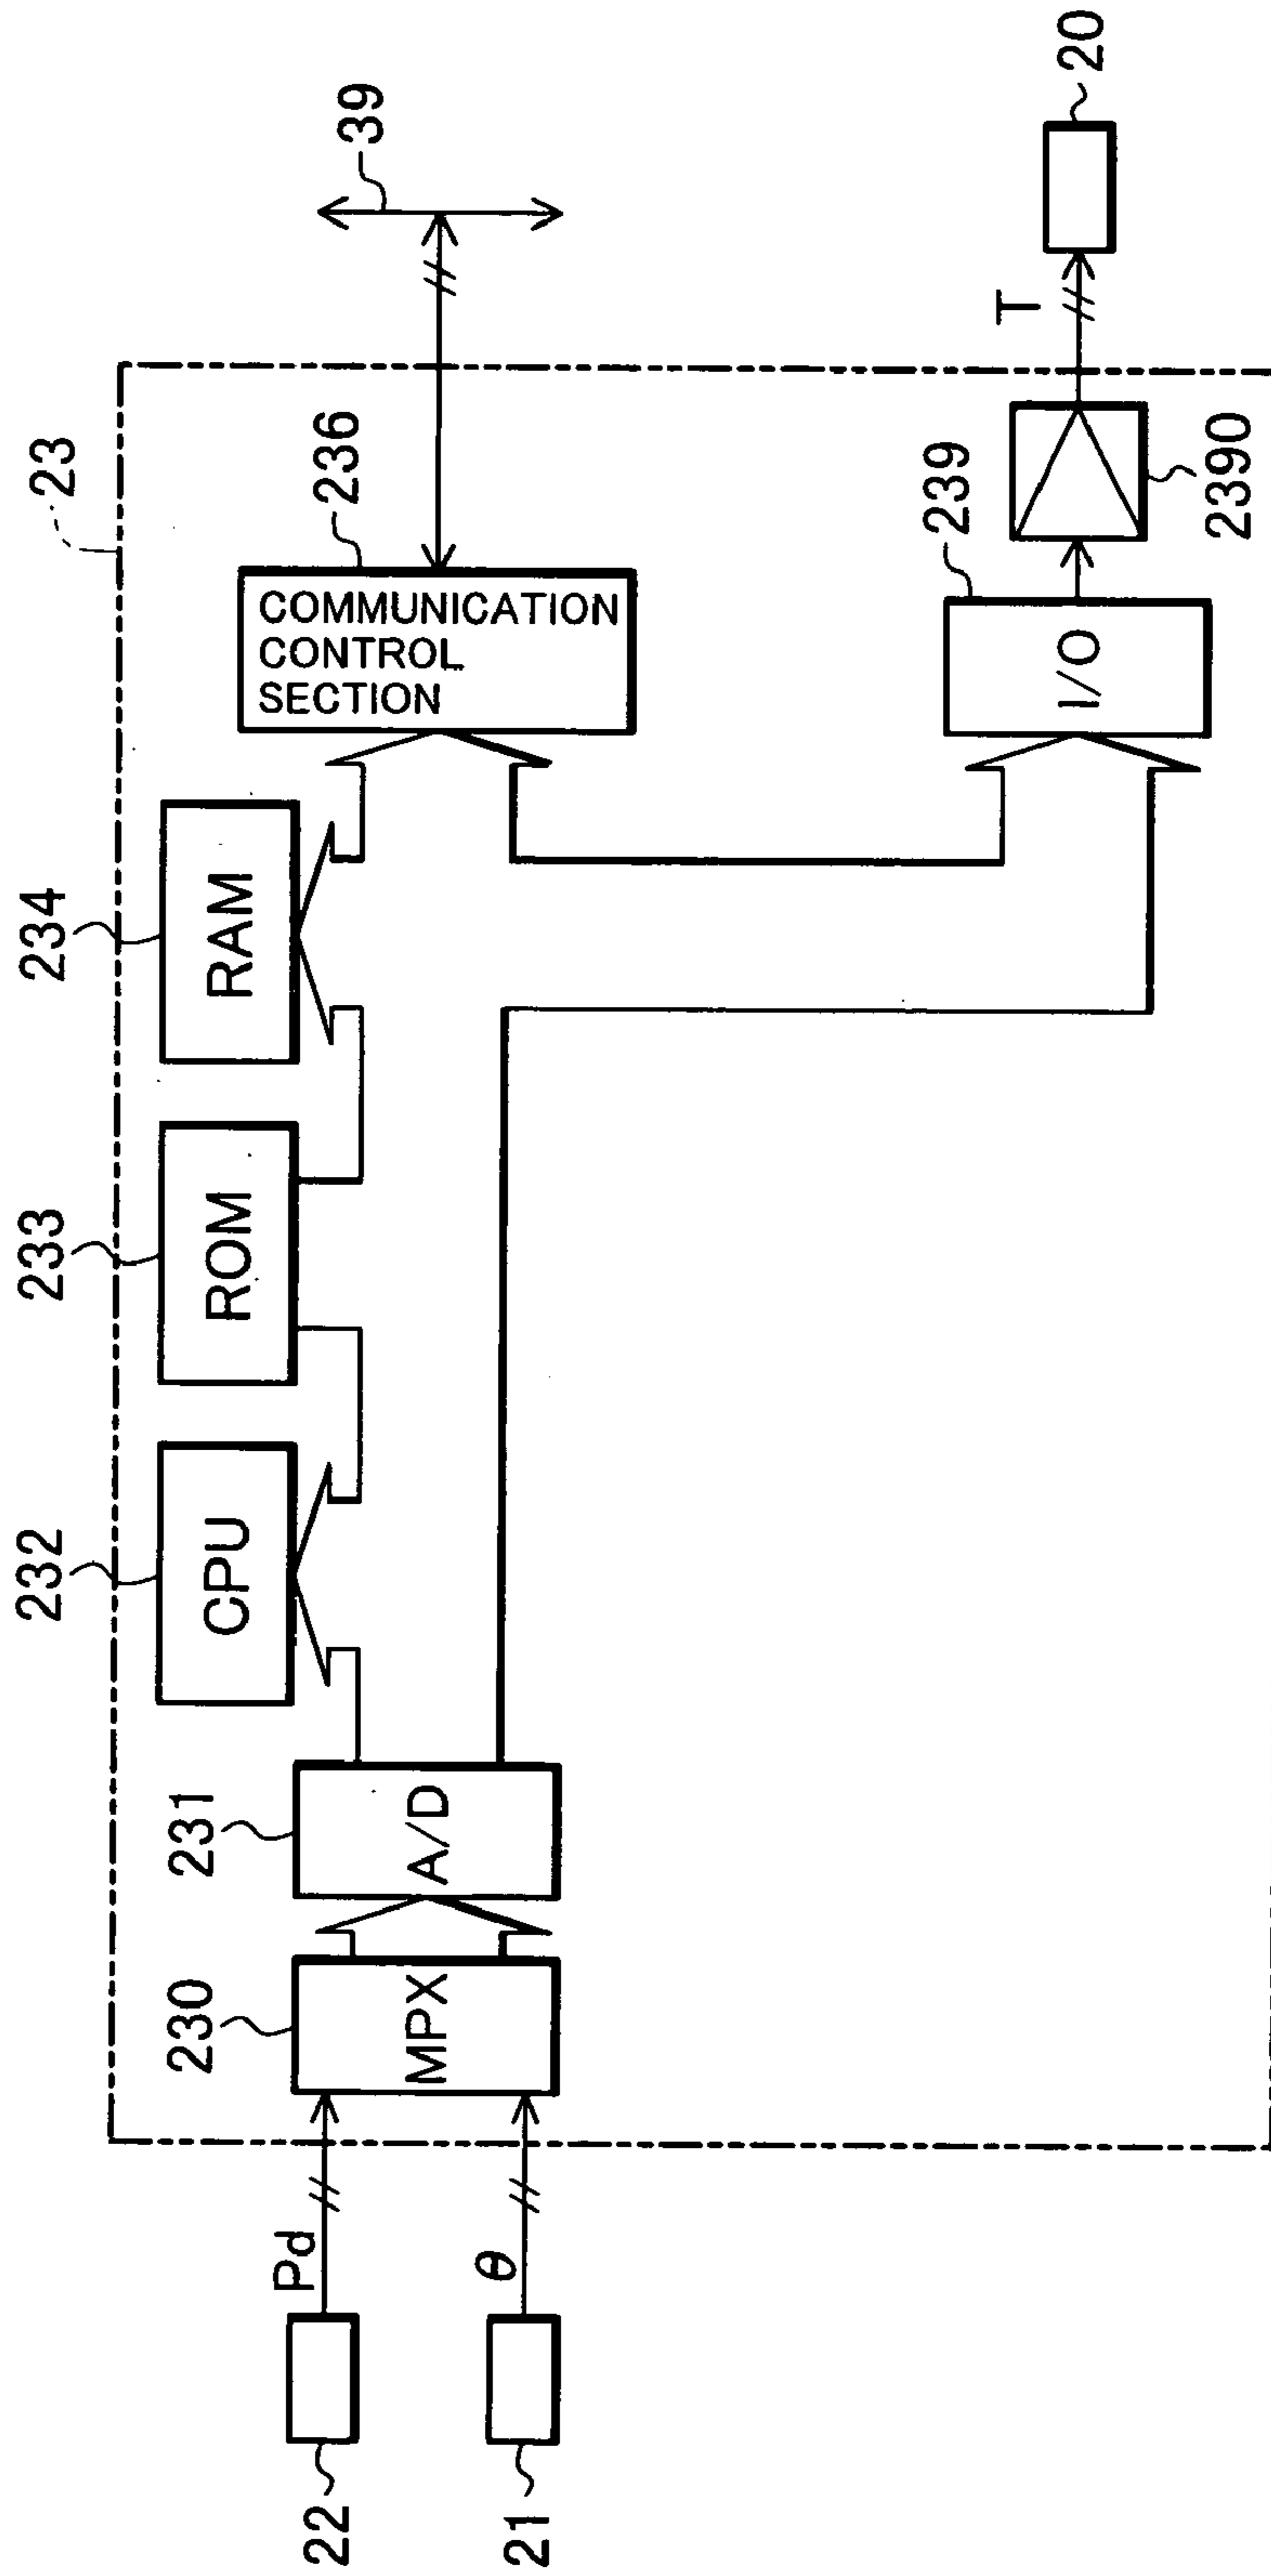 23
234
RAM
233
ROM
232
CPU
236
COMMUNICATION
CONTROL
SECTION
39
231
A/D
230
MPX
22
Pd
21
θ
239
I/O
2390
T
20